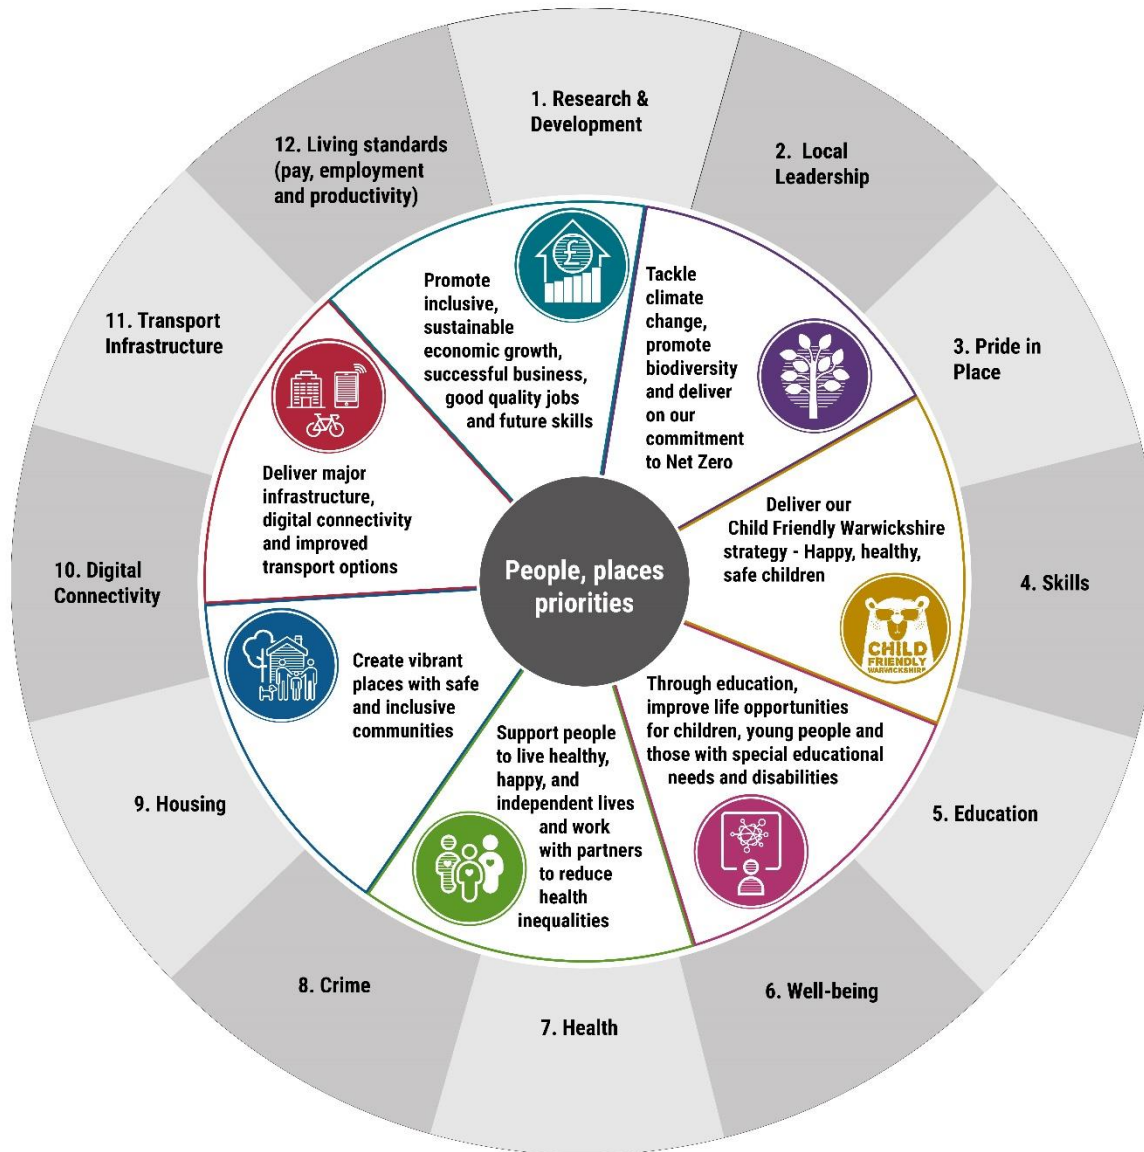 1. Research &
Development
2. Local
Leadership
3. Pride in
Place
4. Skills
5. Education
6. Well-being
7. Health
8. Crime
9. Housing
10. Digital
Connectivity
11. Transport
Infrastructure
12. Living standards
(pay, employment
and productivity)
Promote
inclusive,
sustainable
economic growth,
successful business,
good quality jobs
and future skills
£
Tackle
climate
change,
promote
biodiversity
and deliver
on our
commitment
to Net Zero
Deliver our
Child Friendly Warwickshire
strategy - Happy, healthy,
safe children
CHILD
FRIENDLY
WARWICKSHIRE
Through education,
improve life opportunities
for children, young people and
those with special educational
needs and disabilities
Support people
to live healthy,
happy, and
independent lives
and work
with partners
to reduce
health
inequalities
Create vibrant
places with safe
and inclusive
communities
Deliver major
infrastructure,
digital connectivity
and improved
transport options
People, places
priorities